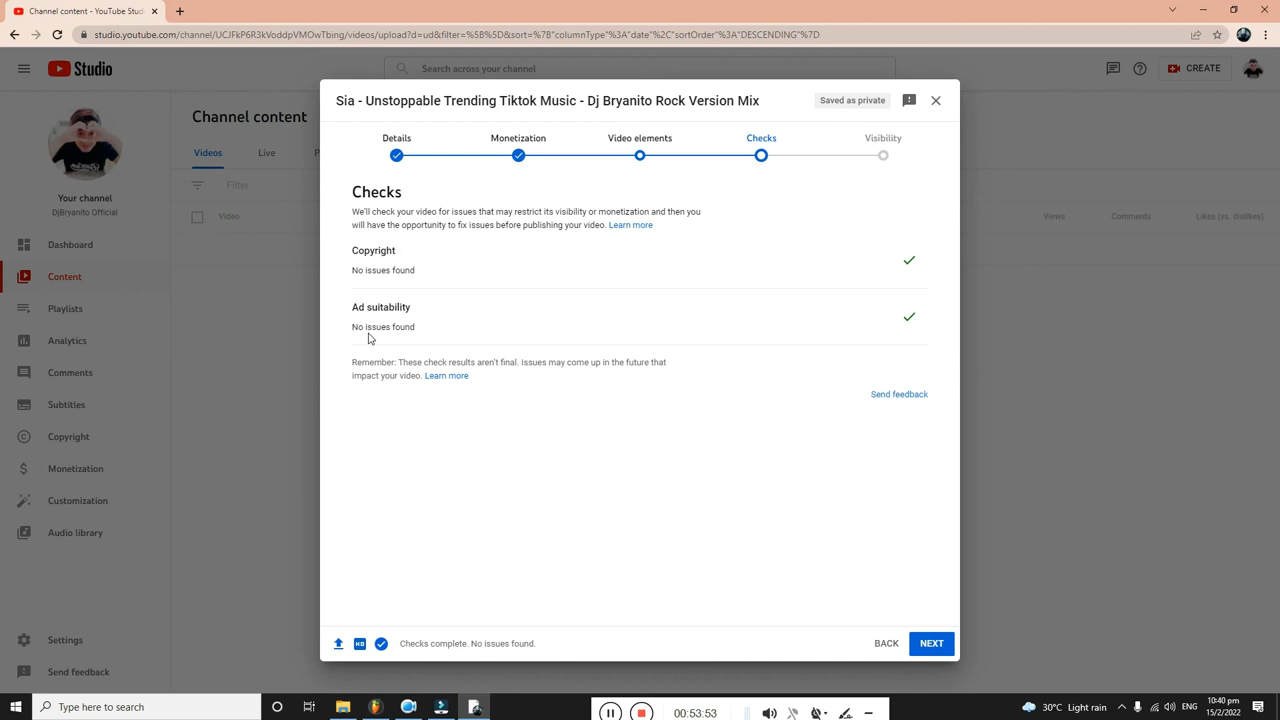 Channel content - YouTube Stud
studio.youtube.com/channel/UCJFkP6R3kVoddpVMOwTbing/videos/upload?d=ud&filter=%5B%5D&sort=%7B"columnType"%3A"date"%2C"sortOrder"%3A"DESCENDING"%7D
Studio
Search across your channel
CREATE
Your channel
DjBryanito Official
Dashboard
Content
Playlists
Analytics
Comments
Subtitles
Copyright
Monetization
Customization
Audio library
Settings
Send feedback
Channel content
Videos
Live
P
Filter
Video
Views
Comments
Likes (vs. dislikes)
Sia - Unstoppable Trending Tiktok Music - Dj Bryanito Rock Version Mix
Saved as private
Details
Monetization
Video elements
Checks
Visibility
Checks
We'll check your video for issues that may restrict its visibility or monetization and then you
will have the opportunity to fix issues before publishing your video. Learn more
Copyright
No issues found
Ad suitability
No issues found
Remember: These check results aren't final. Issues may come up in the future that
impact your video. Learn more
Send feedback
HD
Checks complete. No issues found.
BACK
NEXT
Type here to search
00:53:53
30°C Light rain
ENG
10:40 pm
15/2/2022